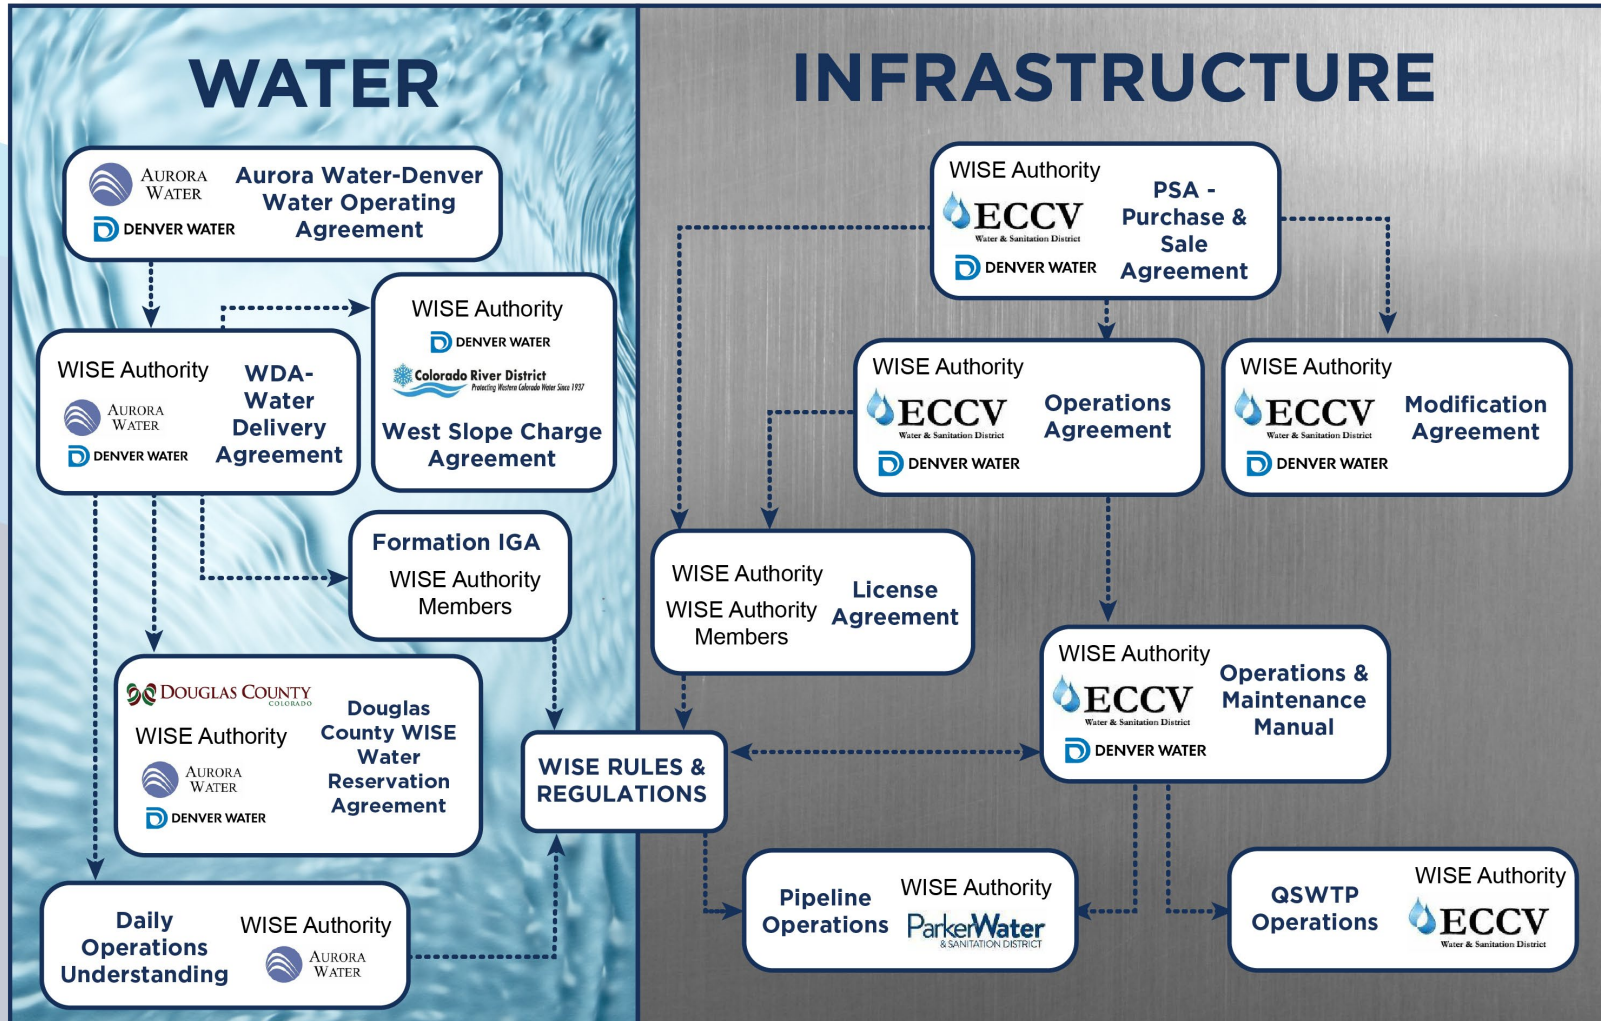 WATER
INFRASTRUCTURE
AURORA
WATER
DENVER WATER
Aurora Water-Denver
Water Operating
Agreement
WISE Authority
AURORA
WATER
DENVER WATER
WDA-
Water
Delivery
Agreement
WISE Authority
DENVER WATER
Colorado River District
Protecting Western Colorado Water Since 1937
West Slope Charge
Agreement
Formation IGA
WISE Authority
Members
DOUGLAS COUNTY
COLORADO
WISE Authority
AURORA
WATER
DENVER WATER
Douglas
County WISE
Water
Reservation
Agreement
Daily
Operations
Understanding
WISE Authority
AURORA
WATER
WISE RULES &
REGULATIONS
WISE Authority
ECCV
Water & Sanitation District
DENVER WATER
PSA -
Purchase &
Sale
Agreement
WISE Authority
ECCV
Water & Sanitation District
DENVER WATER
Operations
Agreement
WISE Authority
ECCV
Water & Sanitation District
DENVER WATER
Modification
Agreement
WISE Authority
WISE Authority
Members
License
Agreement
WISE Authority
ECCV
Water & Sanitation District
DENVER WATER
Operations &
Maintenance
Manual
Pipeline
Operations
WISE Authority
ParkerWater
& SANITATION DISTRICT
QSWTP
Operations
WISE Authority
ECCV
Water & Sanitation District